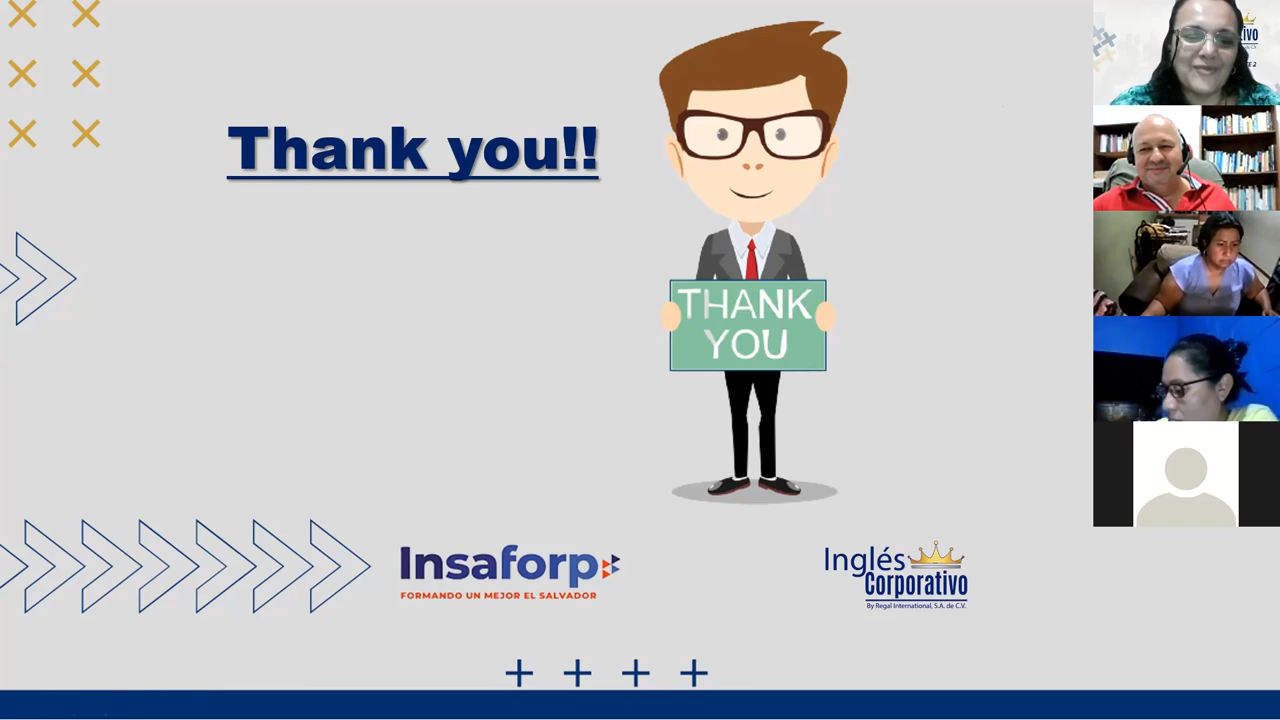 Thank you!!
THANK
YOU
Insaforp
FORMANDO UN MEJOR EL SALVADOR
Inglés
Corporativo
By Regal International, S.A. de C.V.